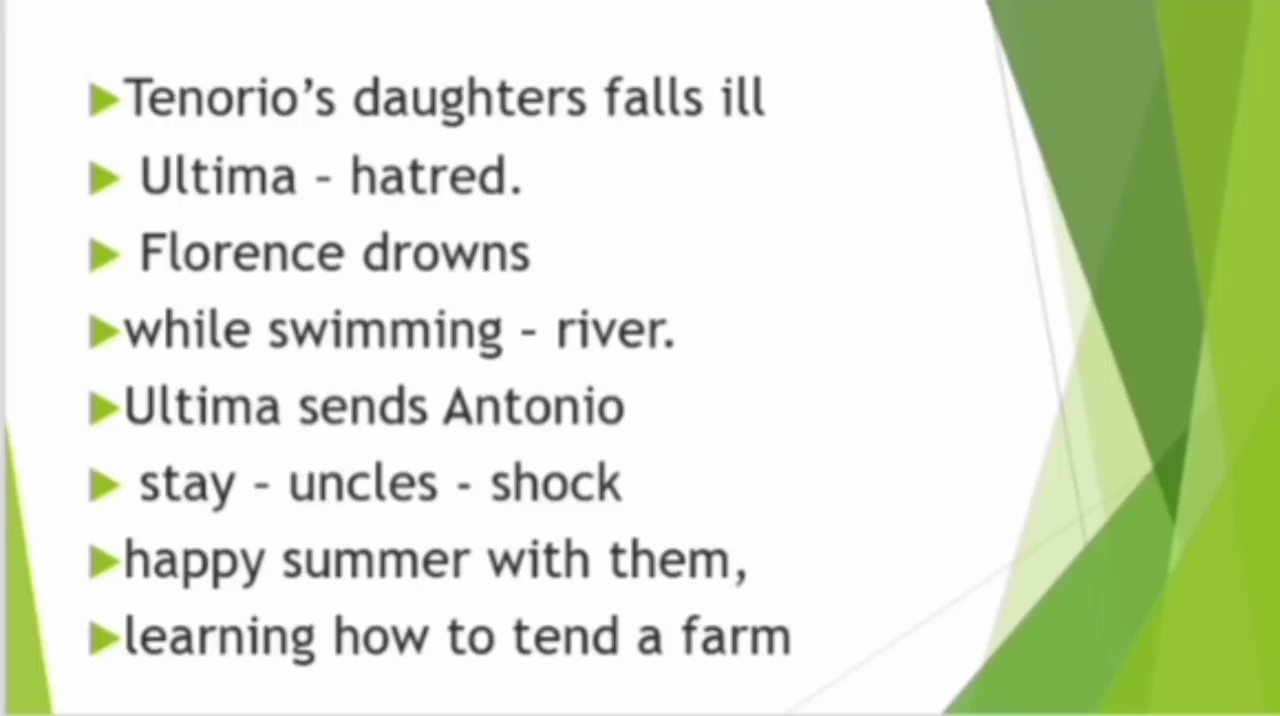 Tenorio’s daughters falls ill
Ultima – hatred.
Florence drowns
while swimming – river.
Ultima sends Antonio
stay – uncles - shock
happy summer with them,
learning how to tend a farm